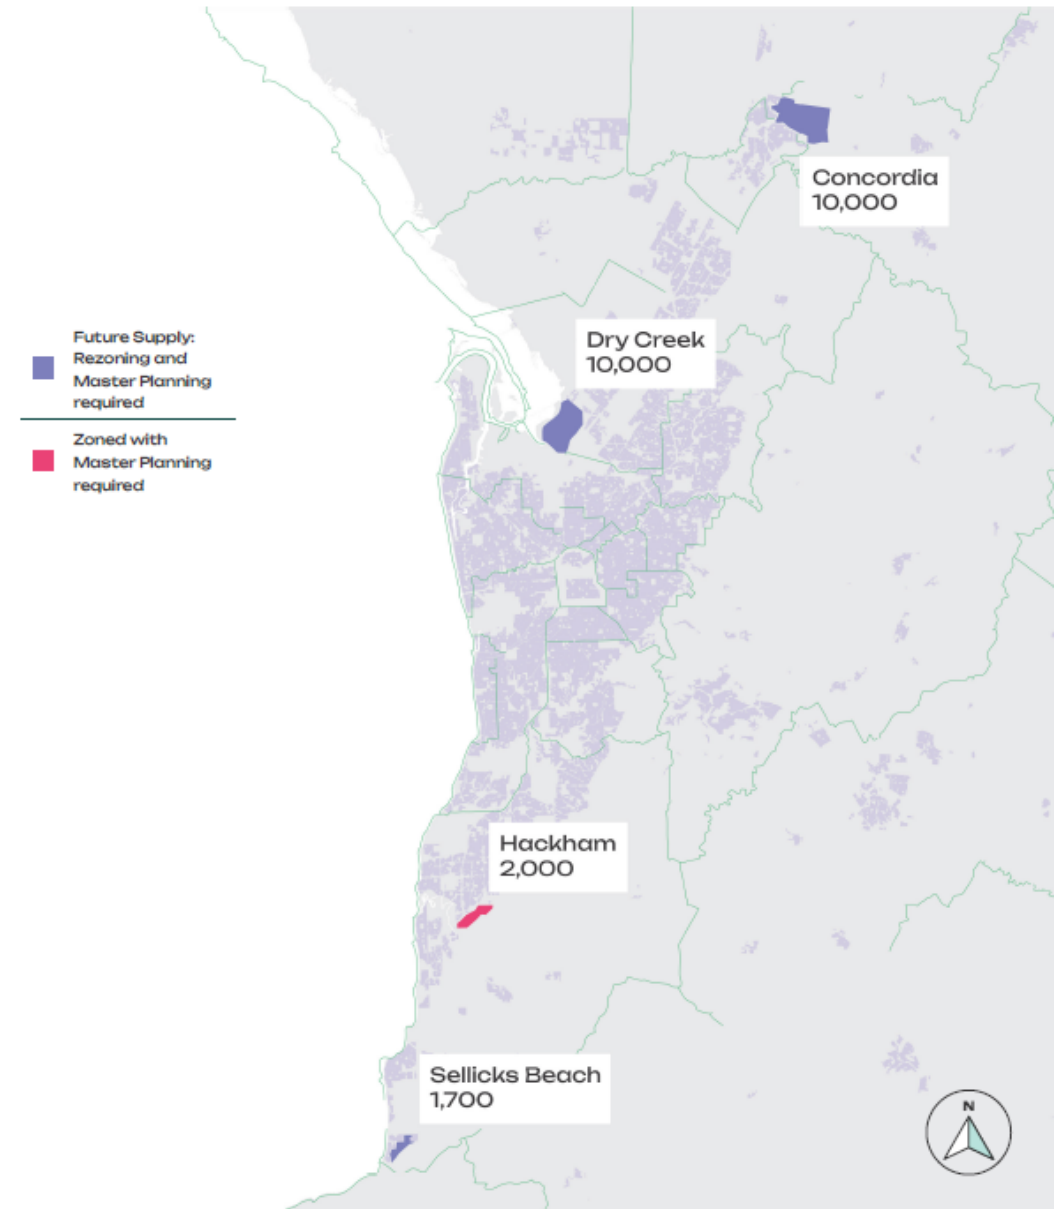 Concordia
10,000
Dry Creek
10,000
Future Supply:
Rezoning and
Master Planning
required
Zoned with
Master Planning
required
Hackham
2,000
Sellicks Beach
1,700
N